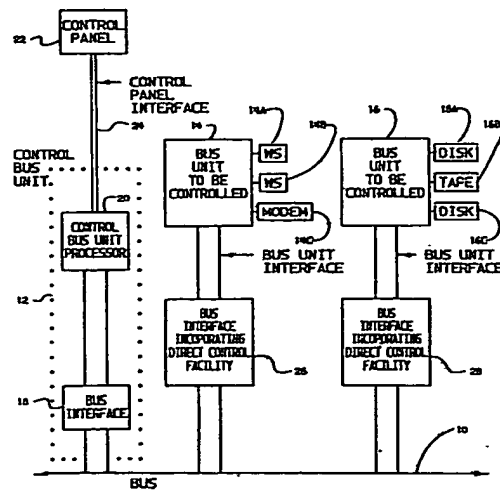 22
CONTROL
PANEL
CONTROL
PANEL
INTERFACE
24
CONTROL
BUS
UNIT
20
CONTROL
BUS UNIT
PROCESSOR
12
18
BUS
INTERFACE
14
BUS
UNIT
TO BE
CONTROLLED
14A
WS
14B
WS
MODEM
14C
BUS UNIT
INTERFACE
BUS
INTERFACE
INCOPORATING
DIRECT CONTROL
FACILITY
26
16
BUS
UNIT
TO BE
CONTROLLED
16A
DISK
16B
TAPE
DISK
16C
BUS UNIT
INTERFACE
BUS
INTERFACE
INCOPORATING
DIRECT CONTROL
FACILITY
28
10
BUS